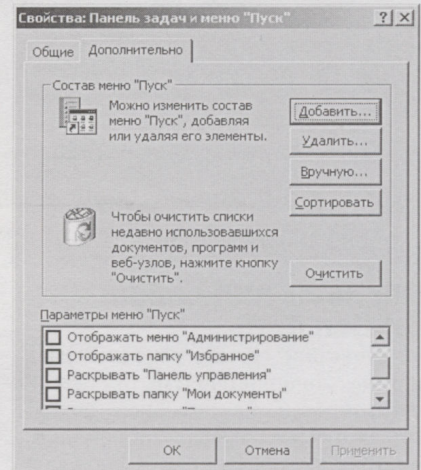 Свойства: Панель задач и меню "Пуск"
Общие
Дополнительно
Состав меню "Пуск"
Можно изменить состав
меню "Пуск", добавляя
или удаляя его элементы.
Добавить...
Удалить...
Вручную...
Сортировать
Чтобы очистить списки
недавно использовавшихся
документов, программ и
веб-узлов, нажмите кнопку
"Очистить".
Очистить
Параметры меню "Пуск"
Отображать меню "Администрирование"
Отображать папку "Избранное"
Раскрывать "Панель управления"
Раскрывать папку "Мои документы"
ОК
Отмена
Применить